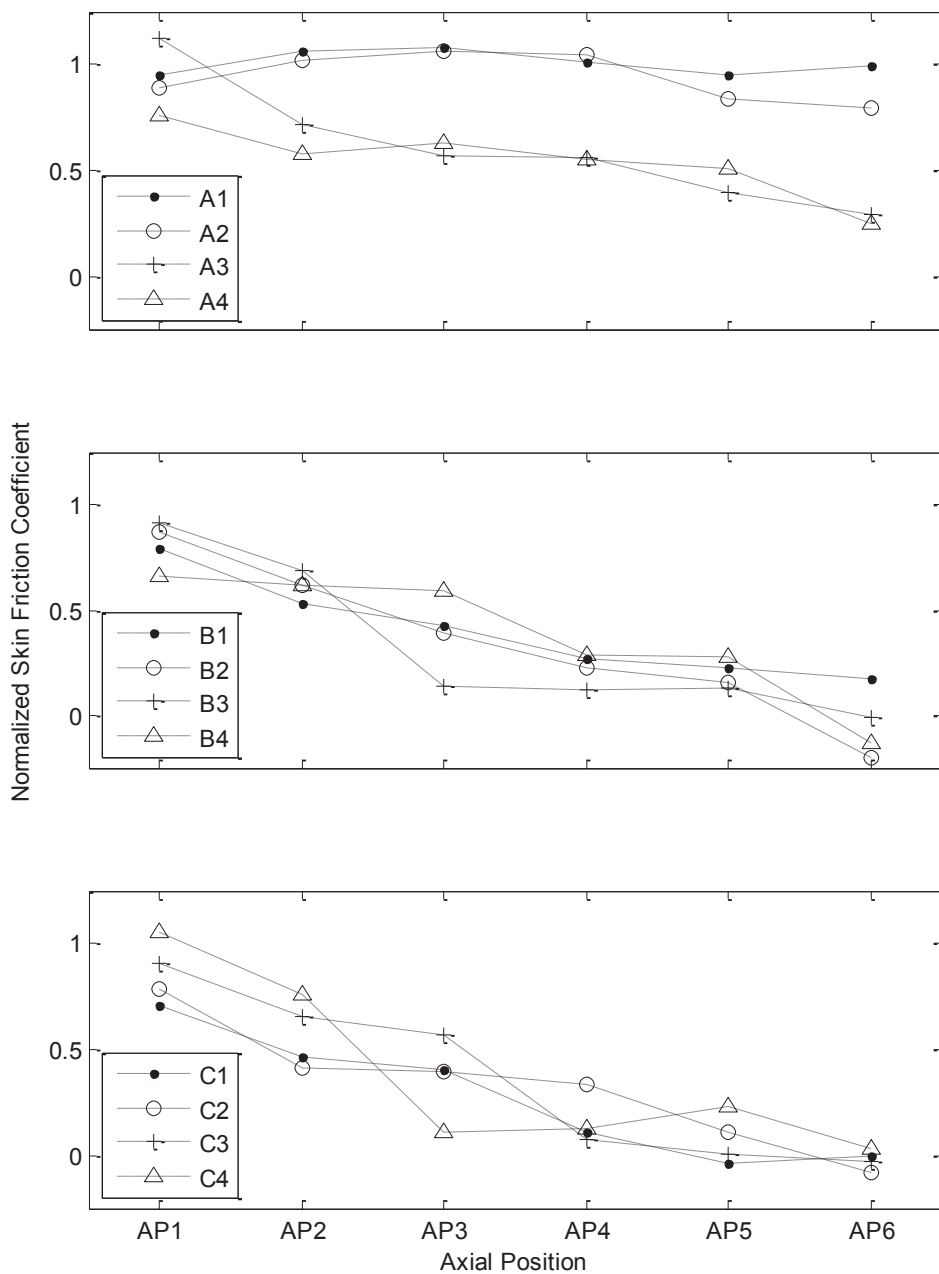 1
0.5
0
A1
A2
A3
A4
Normalized Skin Friction Coefficient
1
0.5
0
B1
B2
B3
B4
1
0.5
0
C1
C2
C3
C4
AP1 AP2 AP3 AP4 AP5 AP6
Axial Position